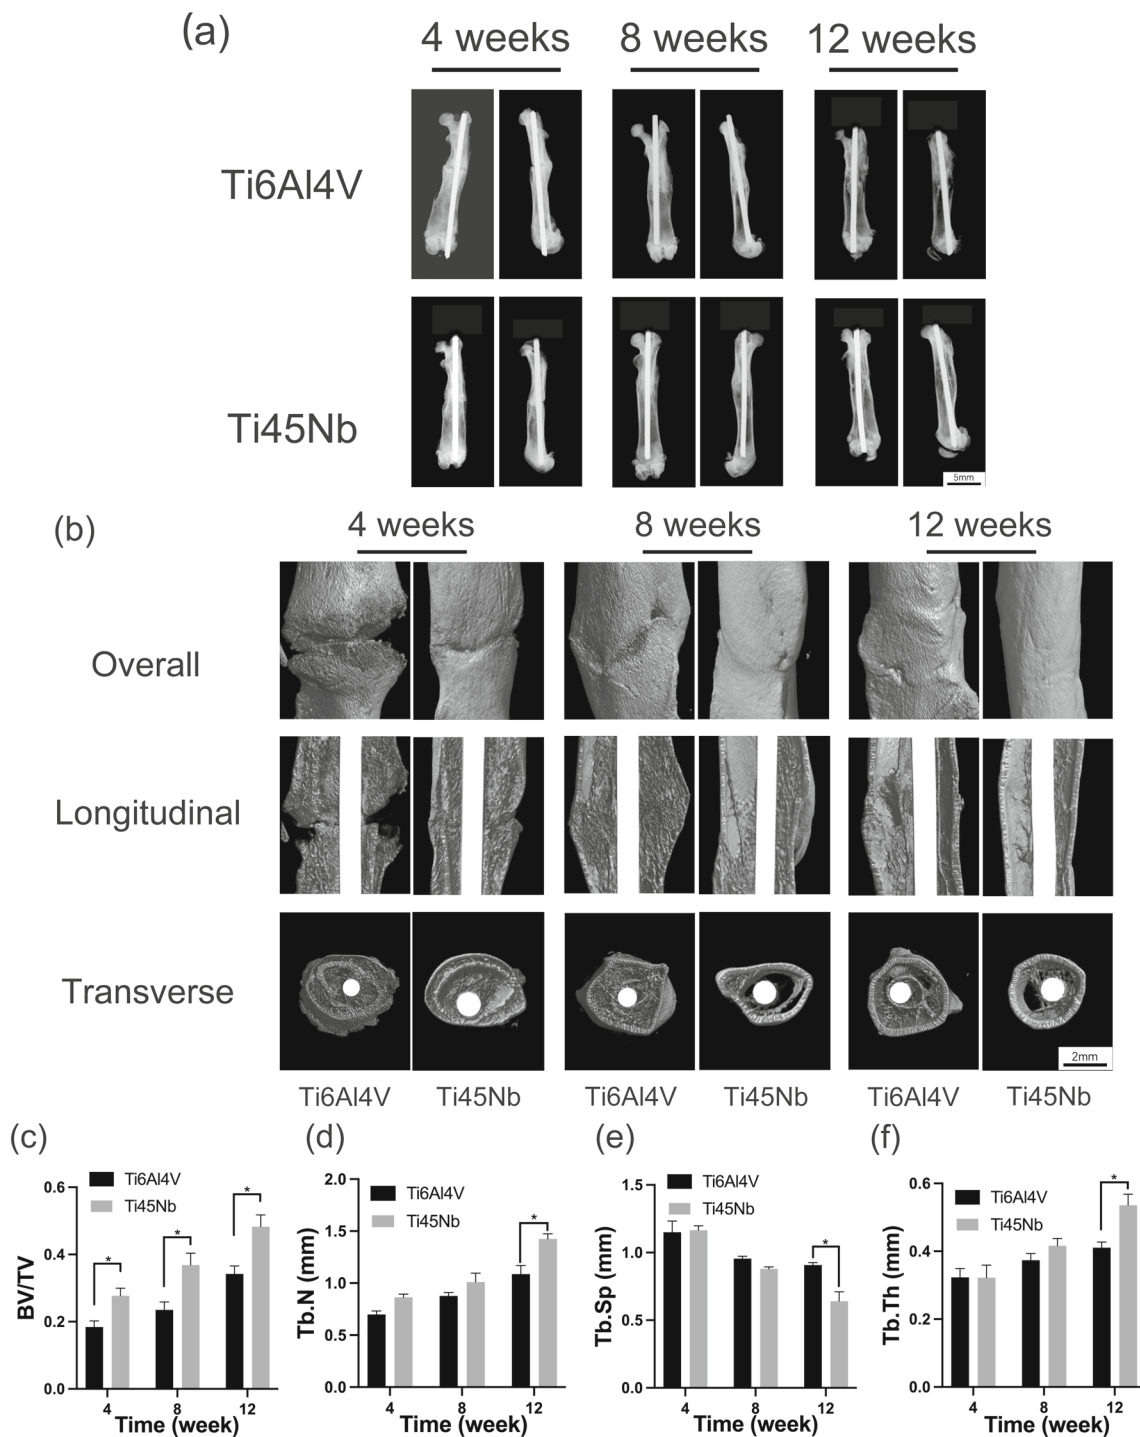 (a)
4 weeks 8 weeks 12 weeks
Ti6Al4V
Ti45Nb
5mm
(b)
4 weeks 8 weeks 12 weeks
Overall
Longitudinal
Transverse
2mm
Ti6Al4V Ti45Nb Ti6Al4V Ti45Nb Ti6Al4V Ti45Nb
(c)
Ti6Al4V
Ti45Nb
BV/TV
0.6
0.4
0.2
0.0
* * *
4 8 12
Time (week)
(d)
Ti6Al4V
Ti45Nb
Tb.N (mm)
2.0
1.5
1.0
0.5
0.0
*
4 8 12
Time (week)
(e)
Ti6Al4V
Ti45Nb
Tb.Sp (mm)
1.5
1.0
0.5
0.0
*
4 8 12
Time (week)
(f)
Ti6Al4V
Ti45Nb
Tb.Th (mm)
0.6
0.4
0.2
0.0
*
4 8 12
Time (week)